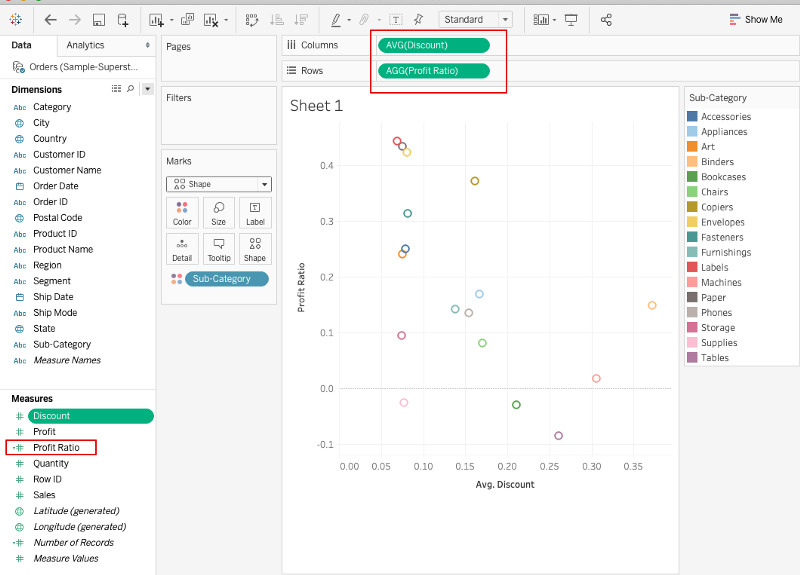 Standard
Show Me
Data
Analytics
Orders (Sample-Superst...
Dimensions
Abc Category
City
Country
Abc Customer ID
Abc Customer Name
Order Date
Abc Order ID
Postal Code
Abc Product ID
Abc Product Name
Abc Region
Abc Segment
Ship Date
Abc Ship Mode
State
Abc Sub-Category
Abc Measure Names
Measures
Discount
Profit
Profit Ratio
Quantity
Row ID
Sales
Latitude (generated)
Longitude (generated)
Number of Records
Measure Values
Pages
Filters
Marks
Shape
Color
Size
Label
Detail
Tooltip
Shape
Sub-Category
Columns
AVG(Discount)
Rows
AGG(Profit Ratio)
Sheet 1
Profit Ratio
0.4
0.3
0.2
0.1
0.0
-0.1
0.00 0.05 0.10 0.15 0.20 0.25 0.30 0.35
Avg. Discount
Sub-Category
Accessories
Appliances
Art
Binders
Bookcases
Chairs
Copiers
Envelopes
Fasteners
Furnishings
Labels
Machines
Paper
Phones
Storage
Supplies
Tables